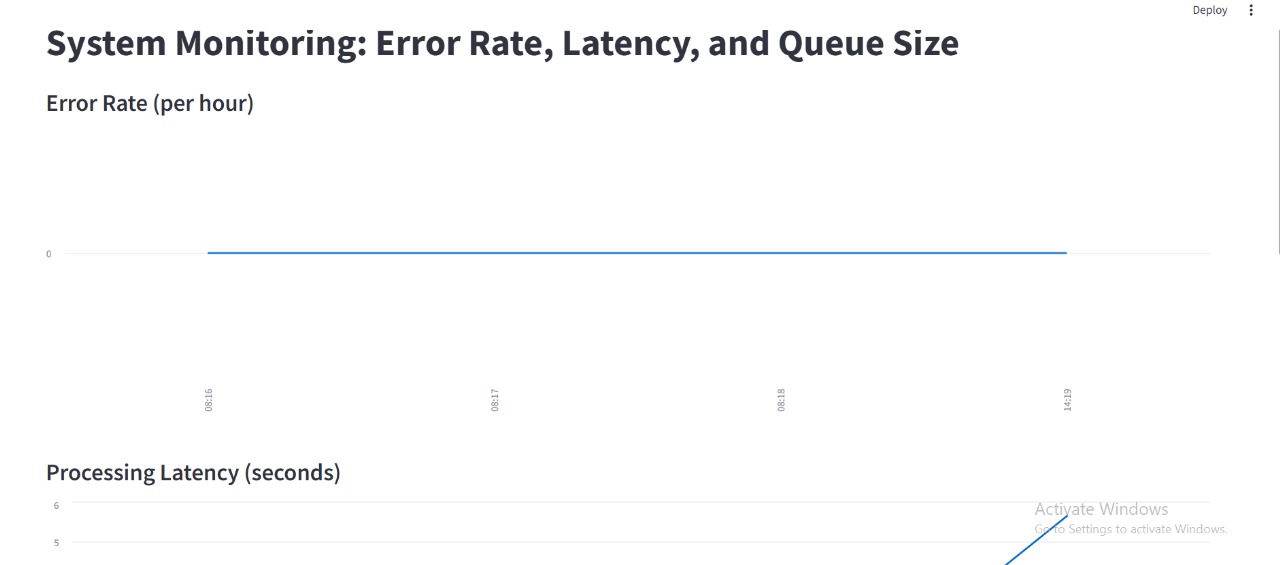 Deploy
System Monitoring: Error Rate, Latency, and Queue Size
Error Rate (per hour)
0
08:16
08:17
08:18
14:19
Processing Latency (seconds)
6
Activate Windows
Go to Settings to activate Windows.
5